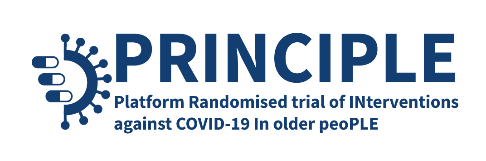 PRINCIPLE
Platform Randomised trial of INterventions
against COVID-19 In older peoPLE